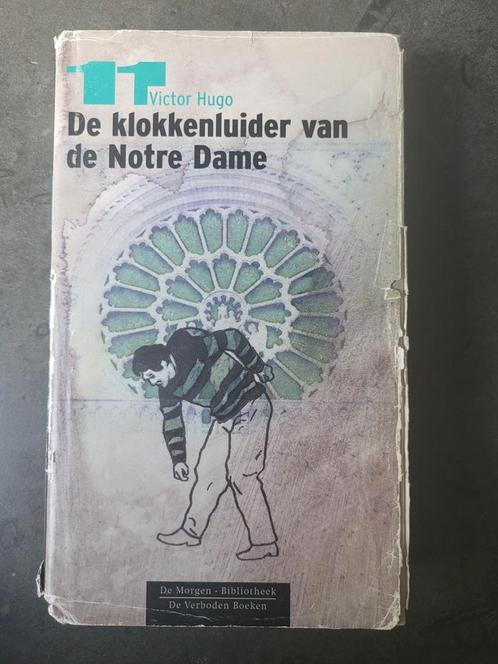 11
Victor Hugo
De klokkenluider van
de Notre Dame
De Morgen • Bibliotheek
De Verboden Boeken